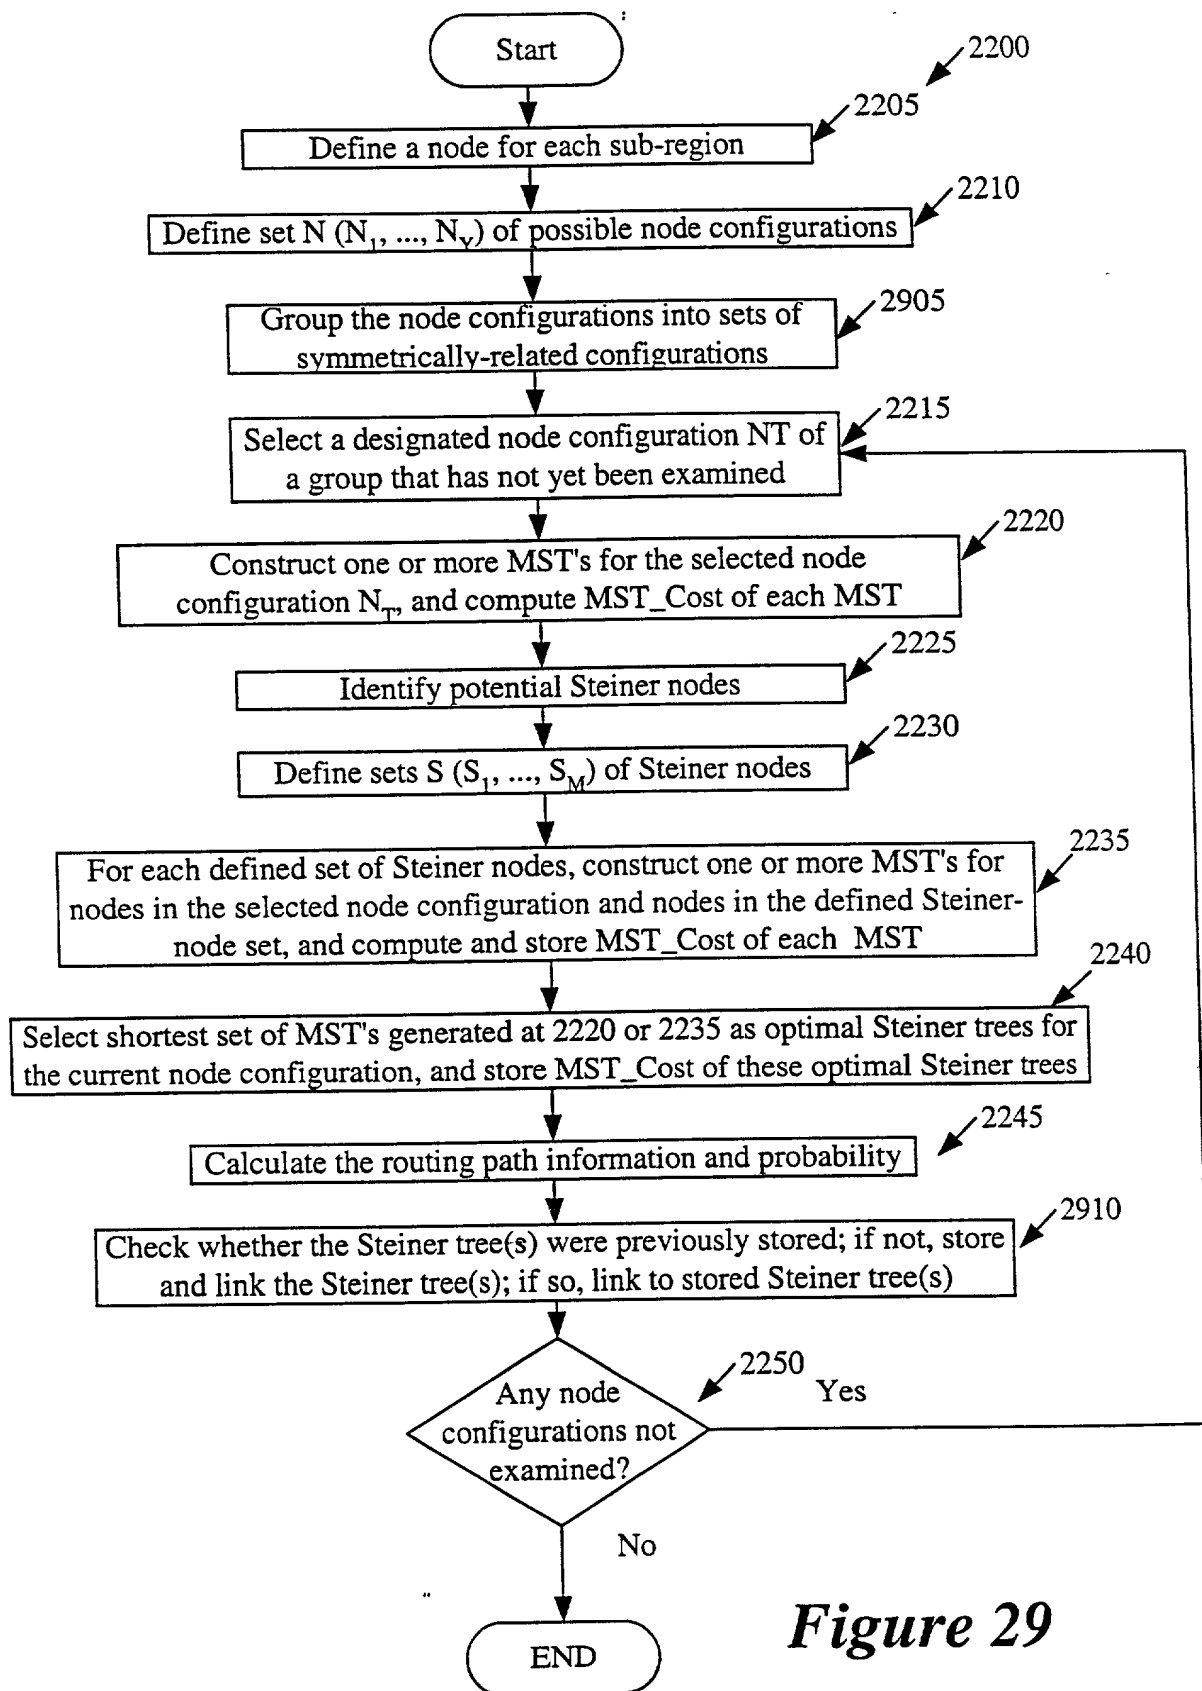 Start
2200
2205
Define a node for each sub-region
2210
Define set N (N₁, ..., N_Y) of possible node configurations
2905
Group the node configurations into sets of
symmetrically-related configurations
2215
Select a designated node configuration NT of
a group that has not yet been examined
2220
Construct one or more MST's for the selected node
configuration N_T, and compute MST_Cost of each MST
2225
Identify potential Steiner nodes
2230
Define sets S (S₁, ..., S_M) of Steiner nodes
2235
For each defined set of Steiner nodes, construct one or more MST's for
nodes in the selected node configuration and nodes in the defined Steiner-
node set, and compute and store MST_Cost of each MST
2240
Select shortest set of MST's generated at 2220 or 2235 as optimal Steiner trees for
the current node configuration, and store MST_Cost of these optimal Steiner trees
2245
Calculate the routing path information and probability
2910
Check whether the Steiner tree(s) were previously stored; if not, store
and link the Steiner tree(s); if so, link to stored Steiner tree(s)
2250
Any node
configurations not
examined?
Yes
No
END
Figure 29